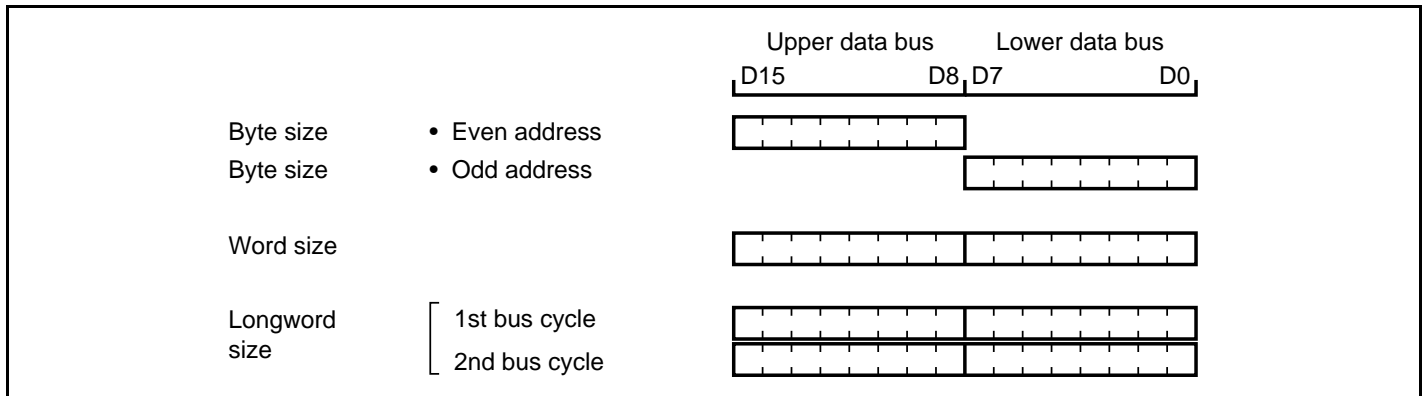 Upper data bus Lower data bus
D15 D8 D7 D0
Byte size • Even address
Byte size • Odd address
Word size
Longword
size
1st bus cycle
2nd bus cycle